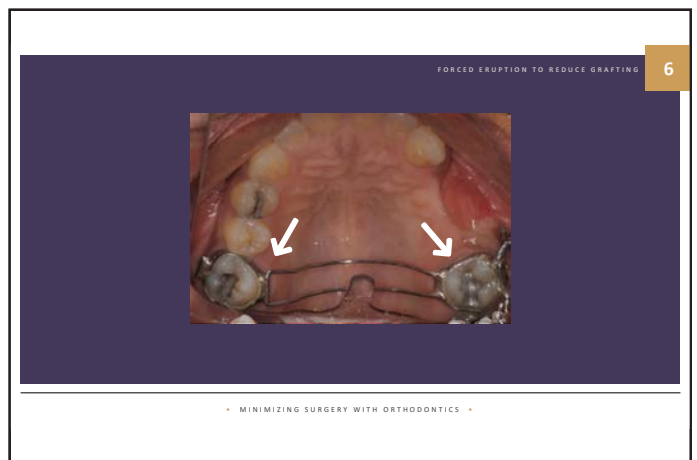 FORCED ERUPTION TO REDUCE GRAFTING
6
• MINIMIZING SURGERY WITH ORTHODONTICS •